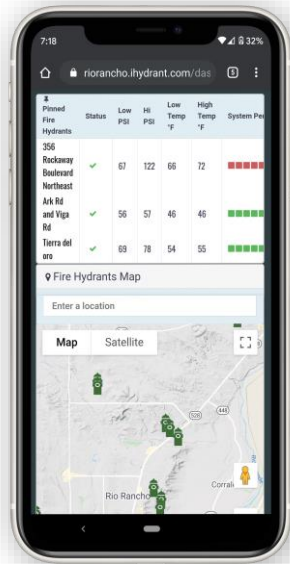 7:18
32%
riorancho.ihydrant.com/das
5
Pinned
Fire
Hydrants
Status
Low
PSI
Hi
PSI
Low
Temp
°F
High
Temp
°F
System Per
356
Rockaway
Boulevard
Northeast
67
122
66
72
Ark Rd
and Viga
Rd
56
57
46
46
Tierra del
oro
69
78
54
55
Fire Hydrants Map
Enter a location
Map
Satellite
528
448
Rio Rancho
Corral